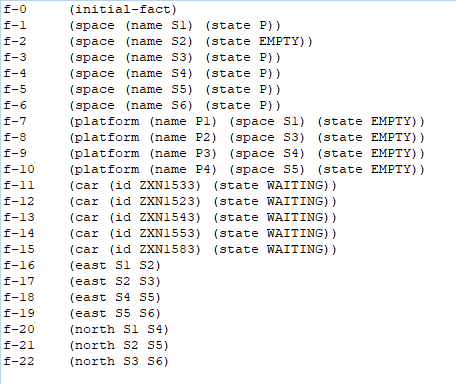 f-0     (initial-fact)
f-1     (space (name S1) (state P))
f-2     (space (name S2) (state EMPTY))
f-3     (space (name S3) (state P))
f-4     (space (name S4) (state P))
f-5     (space (name S5) (state P))
f-6     (space (name S6) (state P))
f-7     (platform (name P1) (space S1) (state EMPTY))
f-8     (platform (name P2) (space S3) (state EMPTY))
f-9     (platform (name P3) (space S4) (state EMPTY))
f-10    (platform (name P4) (space S5) (state EMPTY))
f-11    (car (id ZXN1533) (state WAITING))
f-12    (car (id ZXN1523) (state WAITING))
f-13    (car (id ZXN1543) (state WAITING))
f-14    (car (id ZXN1553) (state WAITING))
f-15    (car (id ZXN1583) (state WAITING))
f-16    (east S1 S2)
f-17    (east S2 S3)
f-18    (east S4 S5)
f-19    (east S5 S6)
f-20    (north S1 S4)
f-21    (north S2 S5)
f-22    (north S3 S6)